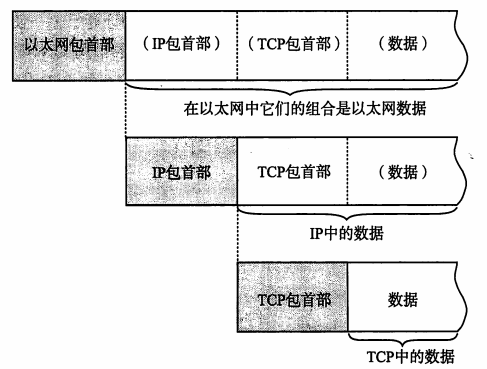 以太网包首部 （IP包首部） （TCP包首部） （数据）
在以太网中它们的组合是以太网数据
IP包首部 TCP包首部 （数据）
IP中的数据
TCP包首部 数据
TCP中的数据